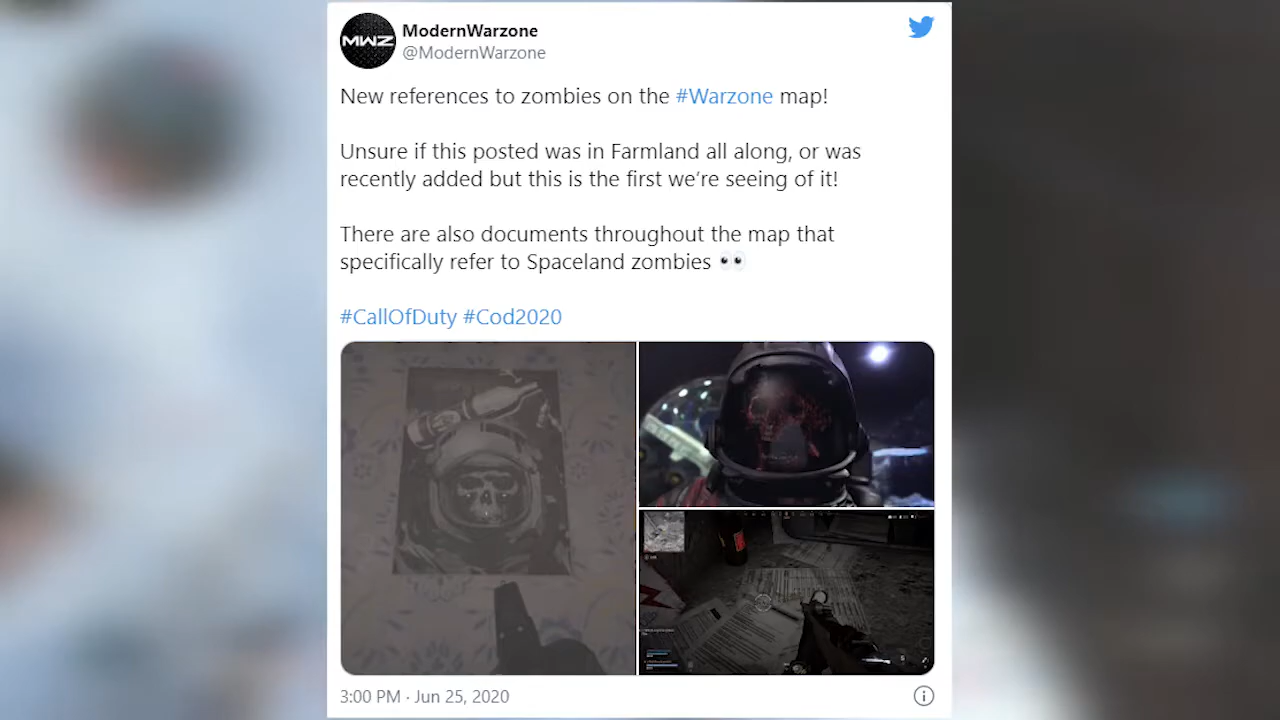 MWZ
ModernWarzone
@ModernWarzone
New references to zombies on the #Warzone map!
Unsure if this posted was in Farmland all along, or was
recently added but this is the first we’re seeing of it!
There are also documents throughout the map that
specifically refer to Spaceland zombies 👀
#CallOfDuty #Cod2020
3:00 PM · Jun 25, 2020